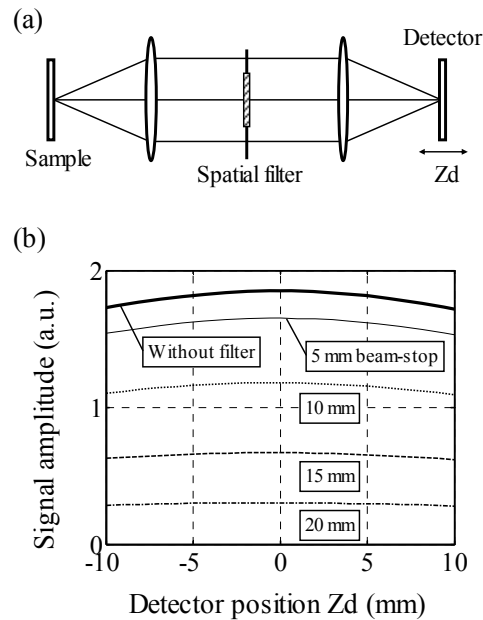 (a)
Detector
Sample
Spatial filter
Zd
(b)
Signal amplitude (a.u.)
2
1
0
Without filter
5 mm beam-stop
10 mm
15 mm
20 mm
-10
-5
0
5
10
Detector position Zd (mm)